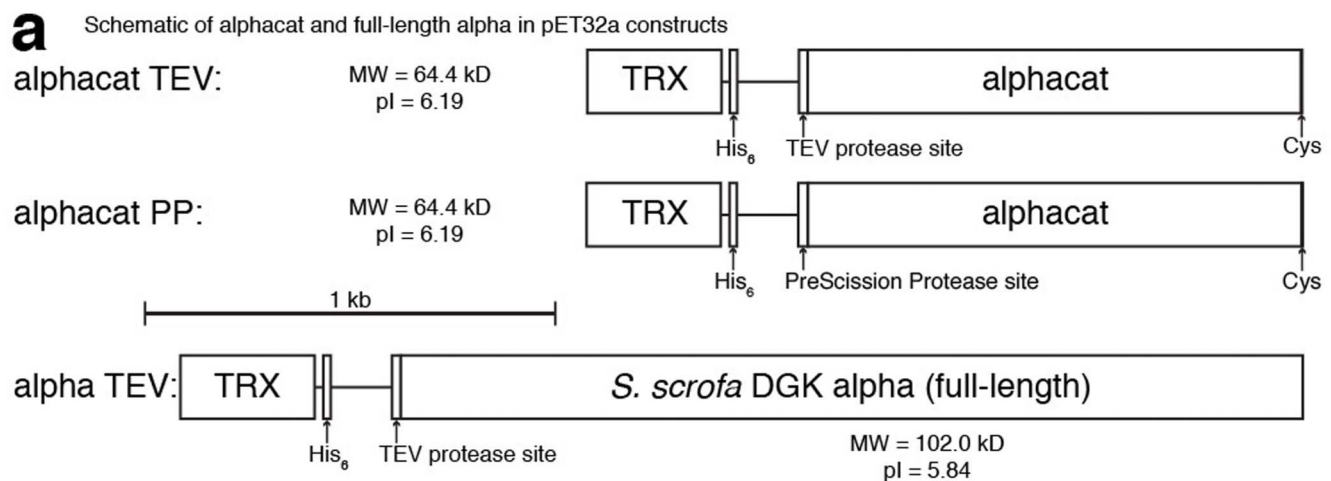 a
Schematic of alphacat and full-length alpha in pET32a constructs
alphacat TEV:
MW = 64.4 kD
pI = 6.19
TRX
alphacat
His₆
TEV protease site
Cys
alphacat PP:
MW = 64.4 kD
pI = 6.19
TRX
alphacat
His₆
PreScission Protease site
Cys
1 kb
alpha TEV:
TRX
S. scrofa DGK alpha (full-length)
His₆
TEV protease site
MW = 102.0 kD
pI = 5.84